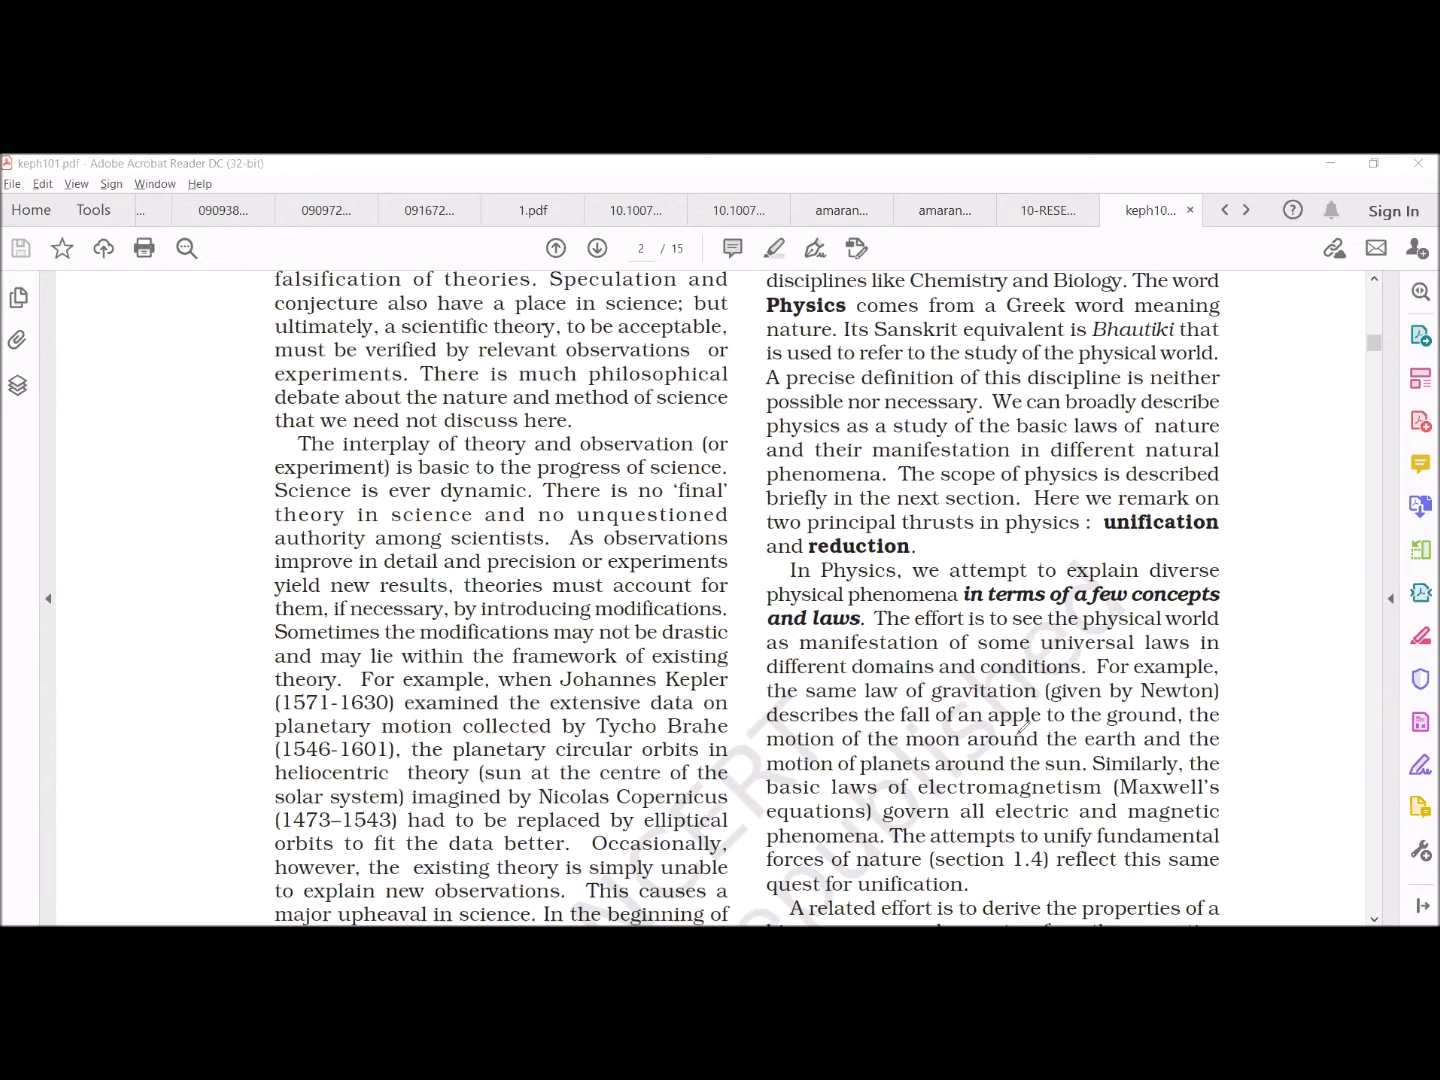 keph101.pdf - Adobe Acrobat Reader DC (32-bit)
File Edit View Sign Window Help
Home Tools ... 090938... 090972... 091672... 1.pdf 10.1007... 10.1007... amaran... amaran... 10-RESE... keph10... × Sign In
2 / 15
falsification of theories. Speculation and
conjecture also have a place in science; but
ultimately, a scientific theory, to be acceptable,
must be verified by relevant observations or
experiments. There is much philosophical
debate about the nature and method of science
that we need not discuss here.
The interplay of theory and observation (or
experiment) is basic to the progress of science.
Science is ever dynamic. There is no ‘final’
theory in science and no unquestioned
authority among scientists. As observations
improve in detail and precision or experiments
yield new results, theories must account for
them, if necessary, by introducing modifications.
Sometimes the modifications may not be drastic
and may lie within the framework of existing
theory. For example, when Johannes Kepler
(1571-1630) examined the extensive data on
planetary motion collected by Tycho Brahe
(1546-1601), the planetary circular orbits in
heliocentric theory (sun at the centre of the
solar system) imagined by Nicolas Copernicus
(1473–1543) had to be replaced by elliptical
orbits to fit the data better. Occasionally,
however, the existing theory is simply unable
to explain new observations. This causes a
major upheaval in science. In the beginning of
disciplines like Chemistry and Biology. The word
Physics comes from a Greek word meaning
nature. Its Sanskrit equivalent is Bhautiki that
is used to refer to the study of the physical world.
A precise definition of this discipline is neither
possible nor necessary. We can broadly describe
physics as a study of the basic laws of nature
and their manifestation in different natural
phenomena. The scope of physics is described
briefly in the next section. Here we remark on
two principal thrusts in physics : unification
and reduction.
In Physics, we attempt to explain diverse
physical phenomena in terms of a few concepts
and laws. The effort is to see the physical world
as manifestation of some universal laws in
different domains and conditions. For example,
the same law of gravitation (given by Newton)
describes the fall of an apple to the ground, the
motion of the moon around the earth and the
motion of planets around the sun. Similarly, the
basic laws of electromagnetism (Maxwell’s
equations) govern all electric and magnetic
phenomena. The attempts to unify fundamental
forces of nature (section 1.4) reflect this same
quest for unification.
A related effort is to derive the properties of a
NCERT
republished